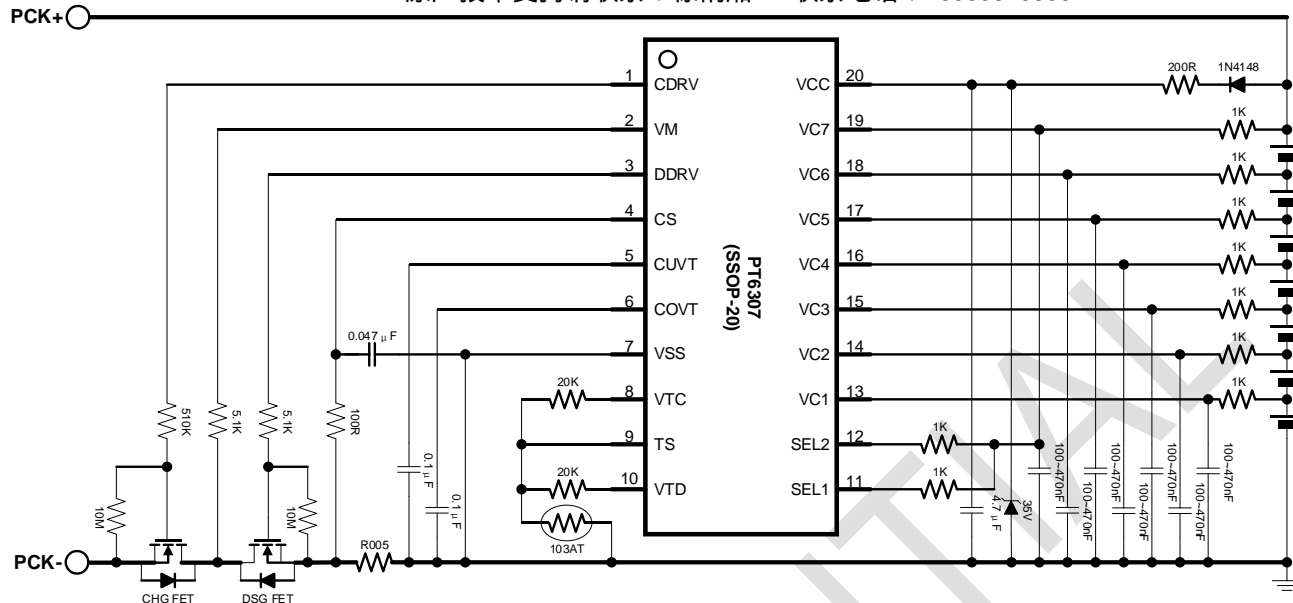 PCK+
1 CDRV
2 VM
3 DDRV
4 CS
5 CUVT
6 COVT
7 VSS
8 VTC
9 TS
10 VTD
PT6307
(SSOP-20)
VCC 20
VC7 19
VC6 18
VC5 17
VC4 16
VC3 15
VC2 14
VC1 13
SEL2 12
SEL1 11
200R
1N4148
1K
1K
1K
1K
1K
1K
1K
1K
1K
0.047μF
510K
5.1K
5.1K
100R
20K
20K
103AT
10M
10M
0.1μF
0.1μF
4.7μF
35V
100~470nF
100~470nF
100~470nF
100~470nF
100~470nF
100~470nF
100~470nF
PCK-
R005
CHG FET
DSG FET
TIAL